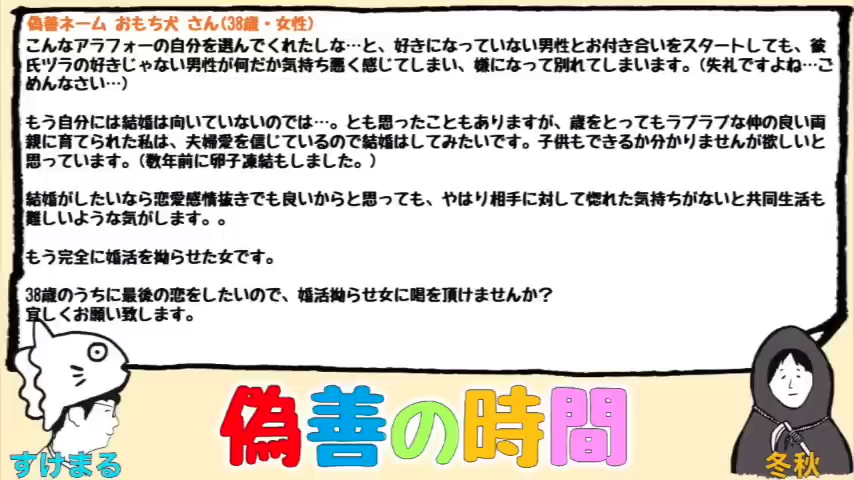 偽善ネーム おもち犬 さん(38歳・女性)
こんなアラフォーの自分を選んでくれたしな…と、好きになっていない男性とお付き合いをスタートしても、彼
氏ヅラの好きじゃない男性が何だか気持ち悪く感じてしまい、嫌になって別れてしまいます。(失礼ですよね…ご
めんなさい…)
もう自分には結婚は向いていないのでは…。とも思ったこともありますが、歳をとってもラブラブな仲の良い両
親に育てられた私は、夫婦愛を信じているので結婚はしてみたいです。子供もできるか分かりませんが欲しいと
思っています。(数年前に卵子凍結もしました。)
結婚がしたいなら恋愛感情抜きでも良いからと思っても、やはり相手に対して惚れた気持ちがないと共同生活も
難しいような気がします。。
もう完全に婚活を拗らせた女です。
38歳のうちに最後の恋をしたいので、婚活拗らせ女に喝を頂けませんか?
宜しくお願い致します。
偽善の時間
すけまる
冬秋